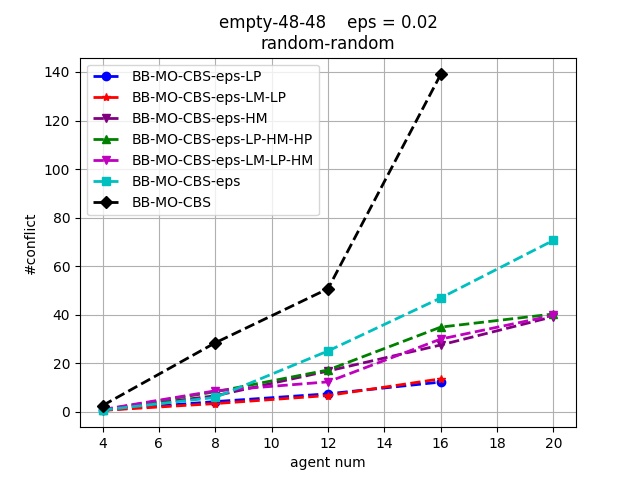 empty-48-48    eps = 0.02
random-random
140
120
100
80
60
40
20
0
#conflict
BB-MO-CBS-eps-LP
BB-MO-CBS-eps-LM-LP
BB-MO-CBS-eps-HM
BB-MO-CBS-eps-LP-HM-HP
BB-MO-CBS-eps-LM-LP-HM
BB-MO-CBS-eps
BB-MO-CBS
4 6 8 10 12 14 16 18 20
agent num